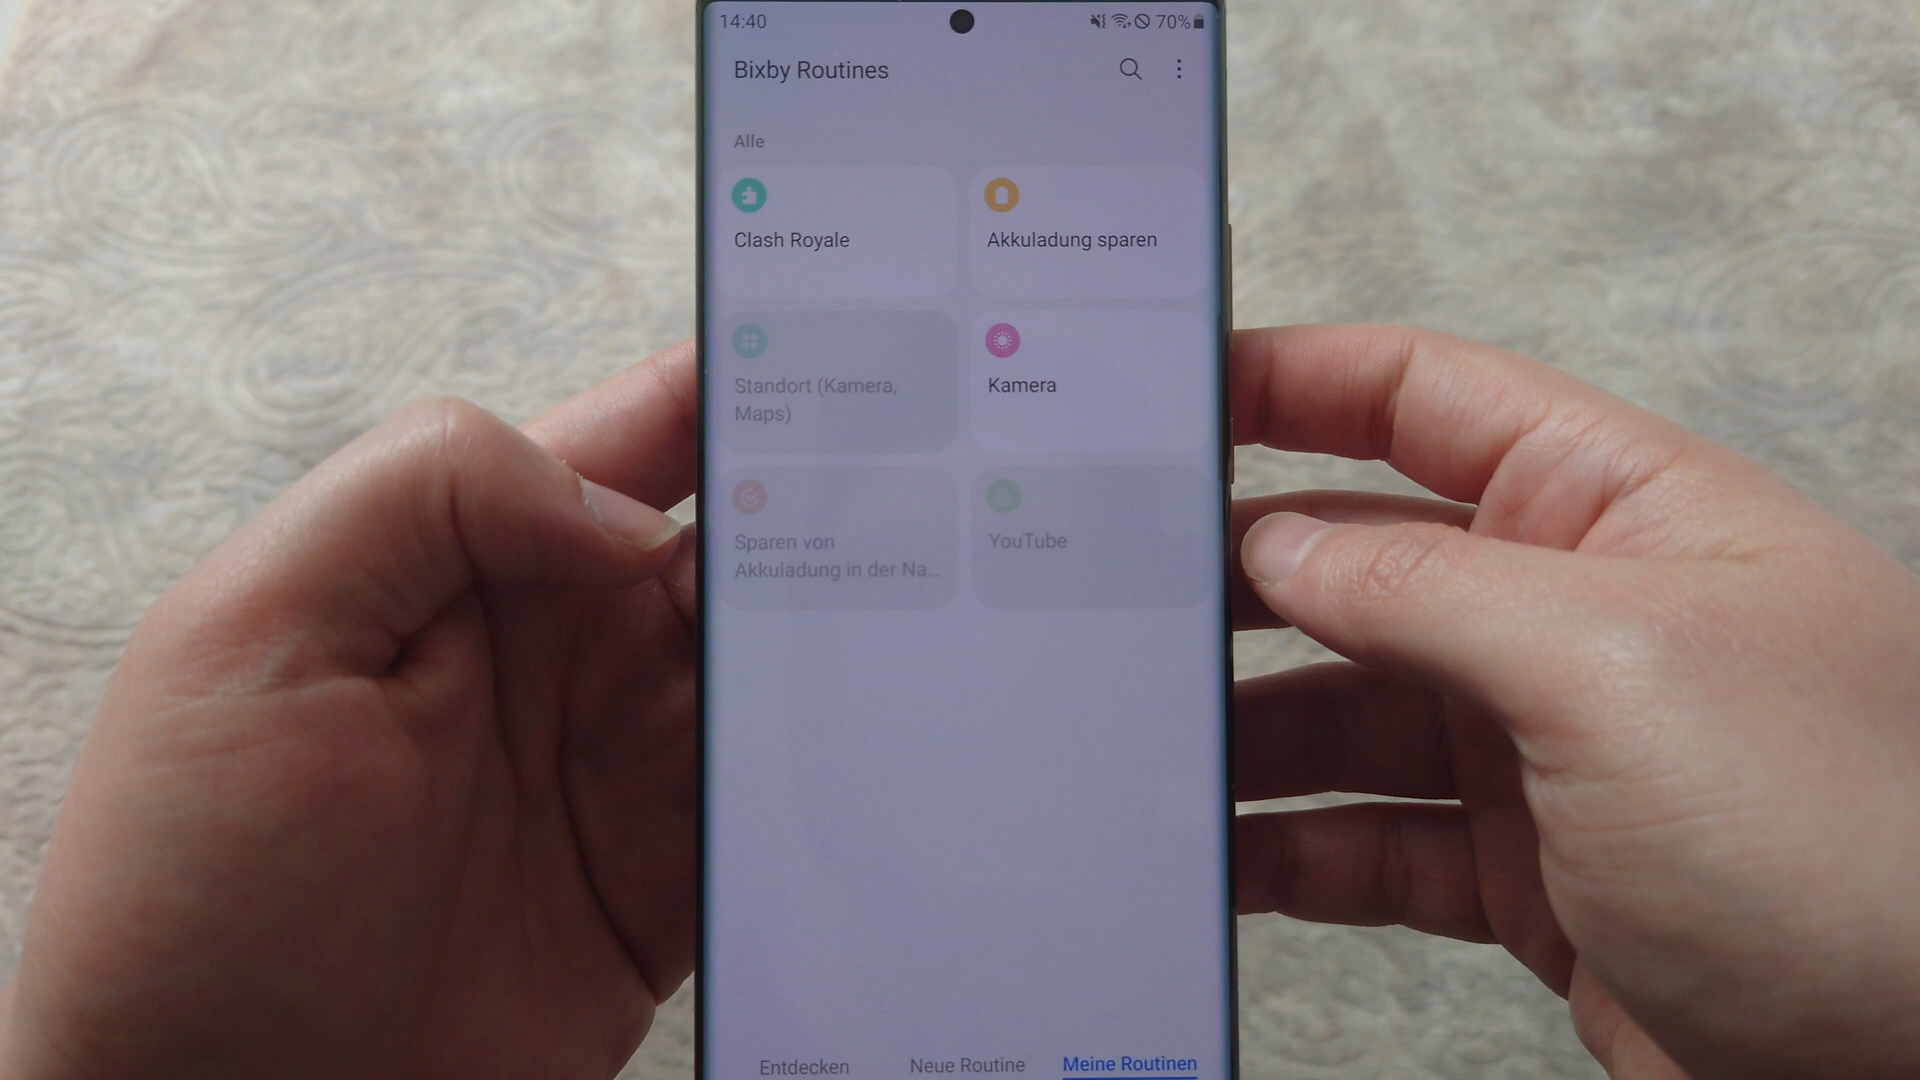 14:40
70%
Bixby Routines
Alle
Clash Royale
Akkuladung sparen
Standort (Kamera,
Maps)
Kamera
Sparen von
Akkuladung in der Na...
YouTube
Entdecken
Neue Routine
Meine Routinen